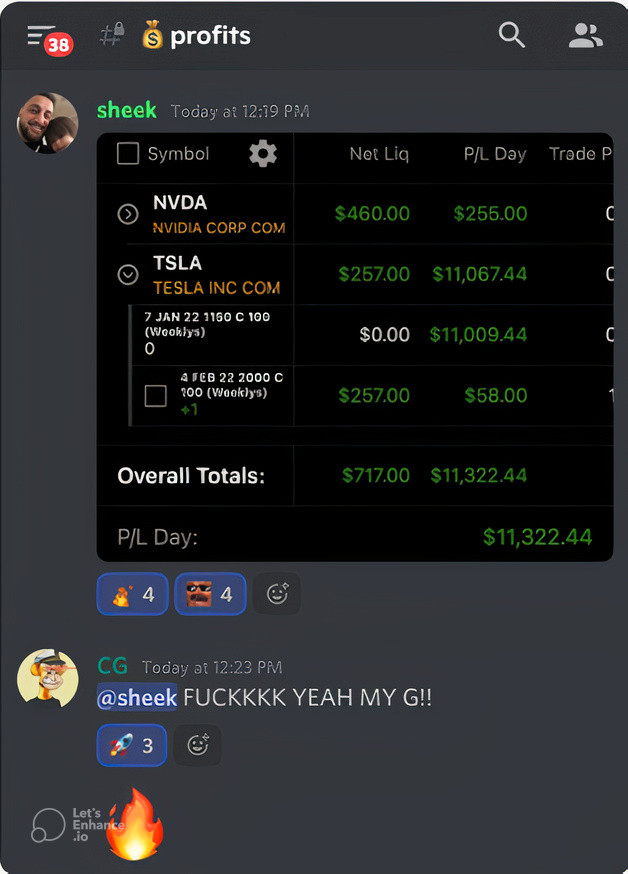 38
profits
sheek Today at 12:19 PM
Symbol Net Liq P/L Day Trade P
NVDA
NVIDIA CORP COM
$460.00 $255.00 0
TSLA
TESLA INC COM
$257.00 $11,067.44 0
7 JAN 22 1160 C 100
(Weeklys)
0
$0.00 $11,009.44 0
4 FEB 22 2000 C
100 (Weeklys)
+1
$257.00 $58.00 1
Overall Totals: $717.00 $11,322.44
P/L Day: $11,322.44
4 4
CG Today at 12:23 PM
@sheek FUCKKKK YEAH MY G!!
3
Let's
Enhance
.io